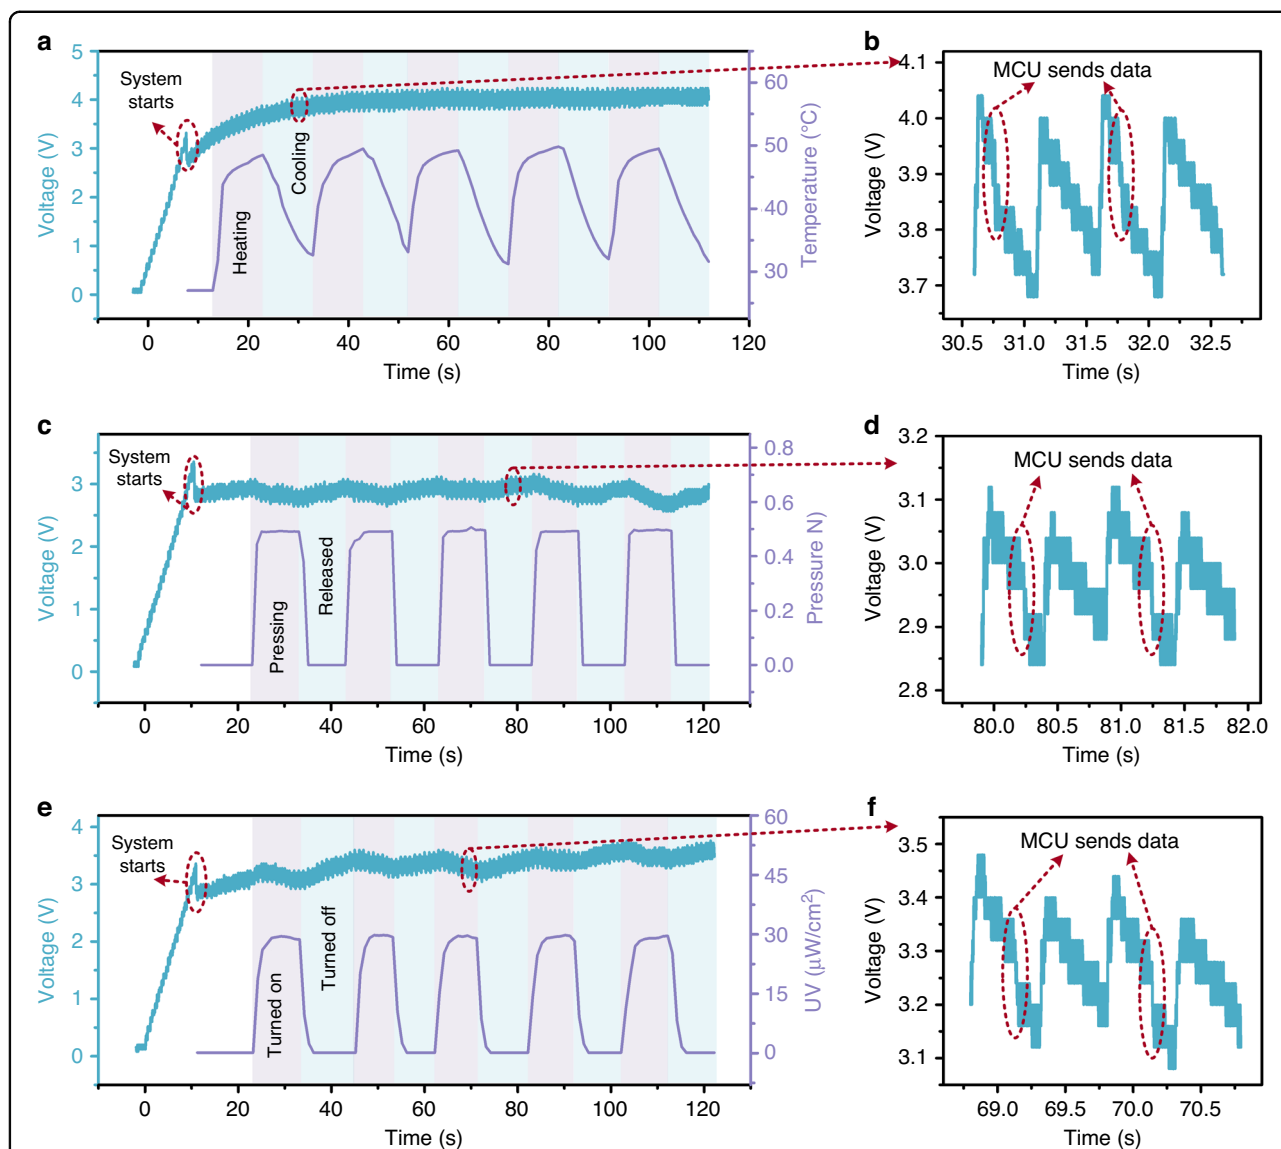 a
System
starts
Heating
Cooling
5
4
3
2
1
0
Voltage (V)
60
50
40
30
Temperature (°C)
0
20
40
60
80
100
120
Time (s)
b
MCU sends data
4.1
4.0
3.9
3.8
3.7
Voltage (V)
30.5
31.0
31.5
32.0
32.5
Time (s)
c
System
starts
Pressing
Released
3
2
1
0
Voltage (V)
0.8
0.6
0.4
0.2
0.0
Pressure N)
0
20
40
60
80
100
120
Time (s)
d
MCU sends data
3.2
3.1
3.0
2.9
2.8
Voltage (V)
80.0
80.5
81.0
81.5
82.0
Time (s)
e
System
starts
Turned on
Turned off
4
3
2
1
0
Voltage (V)
60
45
30
15
0
UV (μW/cm2)
0
20
40
60
80
100
120
Time (s)
f
MCU sends data
3.5
3.4
3.3
3.2
3.1
Voltage (V)
69.0
69.5
70.0
70.5
Time (s)